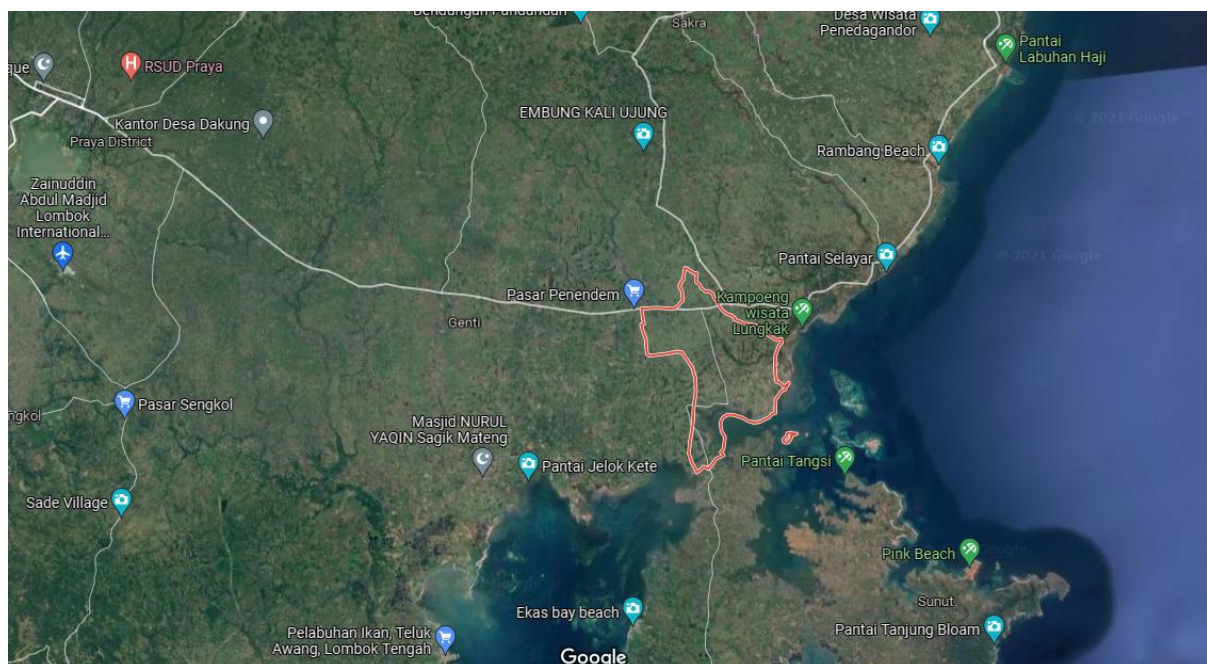 Sakra
Desa Wisata
Penedagandor
Pantai
Labuhan Haji
que
RSUD Praya
EMBUNG KALI UJUNG
© 2021 Google
Kantor Desa Dakung
Praya District
Rambang Beach
Zainuddin
Abdul Madjid
Lombok
International...
Pantai Selayar
© 2021 Google
Pasar Penendem
Kampoeng
wisata
Lungkak
Genti
Pasar Sengkol
ngkol
Masjid NURUL
YAQIN Sagik Mateng
Pantai Jelok Kete
Pantai Tangsi
Sade Village
Pink Beach
Google
Sunut
Ekas bay beach
Pantai Tanjung Bloam
Pelabuhan Ikan, Teluk
Awang, Lombok Tengah
Google